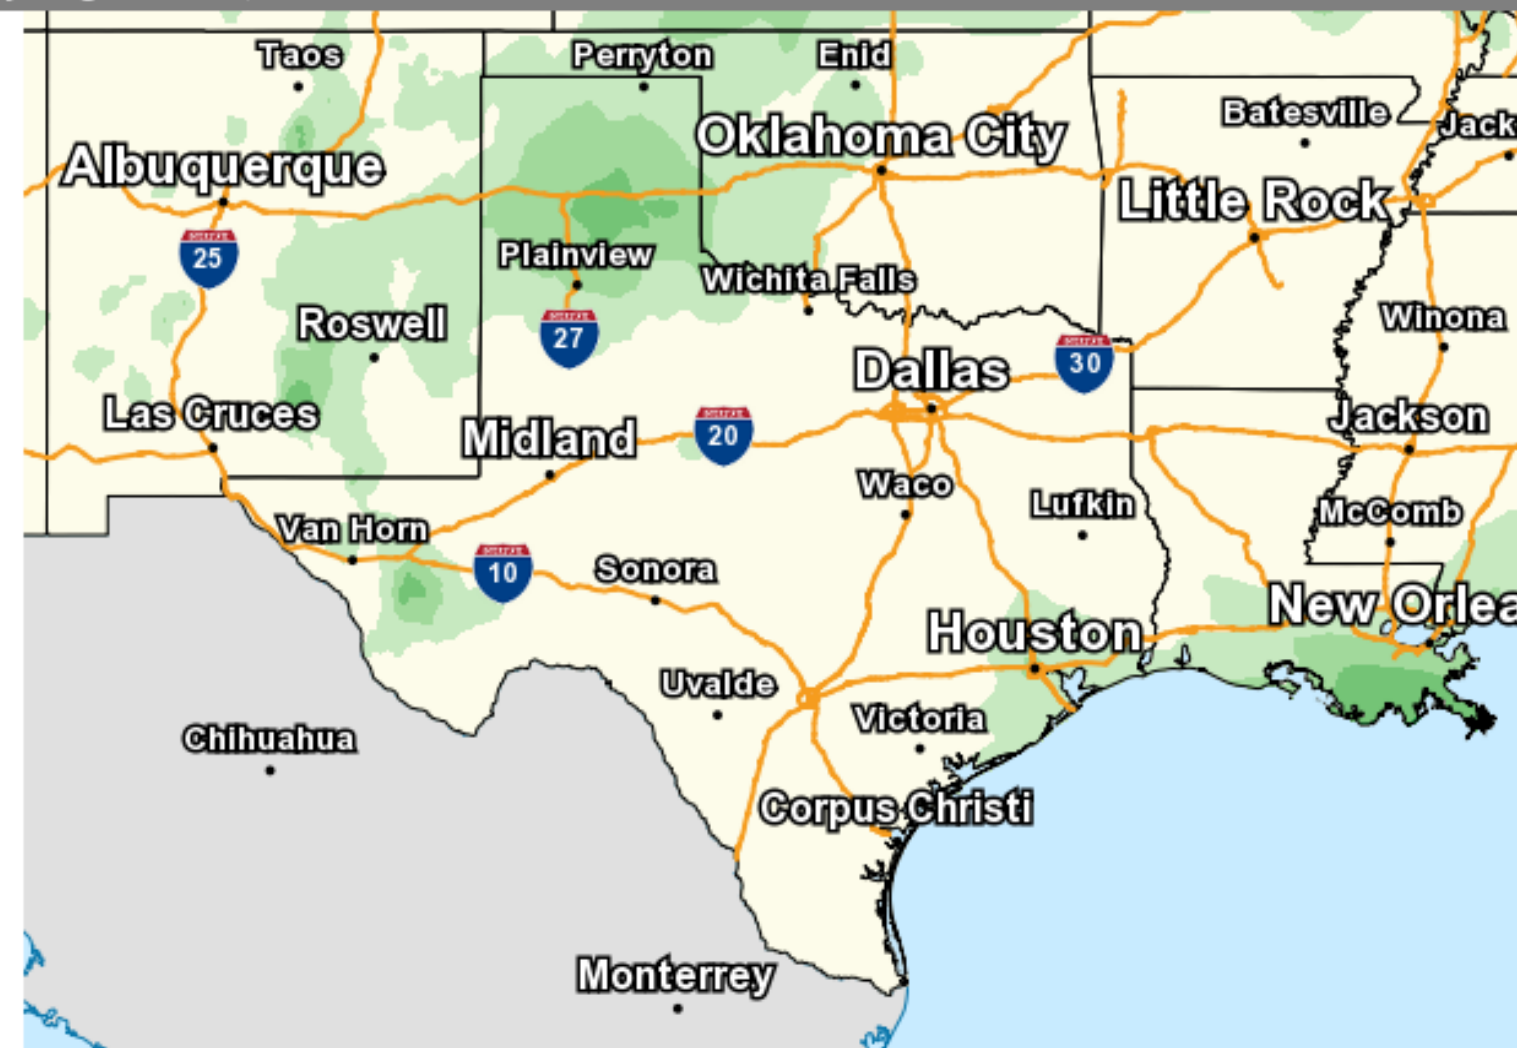 Taos
Perryton
Enid
Batesville
Jack
Oklahoma City
Albuquerque
Little Rock
25
Plainview
Wichita Falls
Roswell
27
Winona
Dallas
30
Las Cruces
Midland
20
Jackson
Waco
Lufkin
McComb
Van Horn
10
Sonora
New Orlea
Houston
Uvalde
Victoria
Chihuahua
Corpus Christi
Monterrey